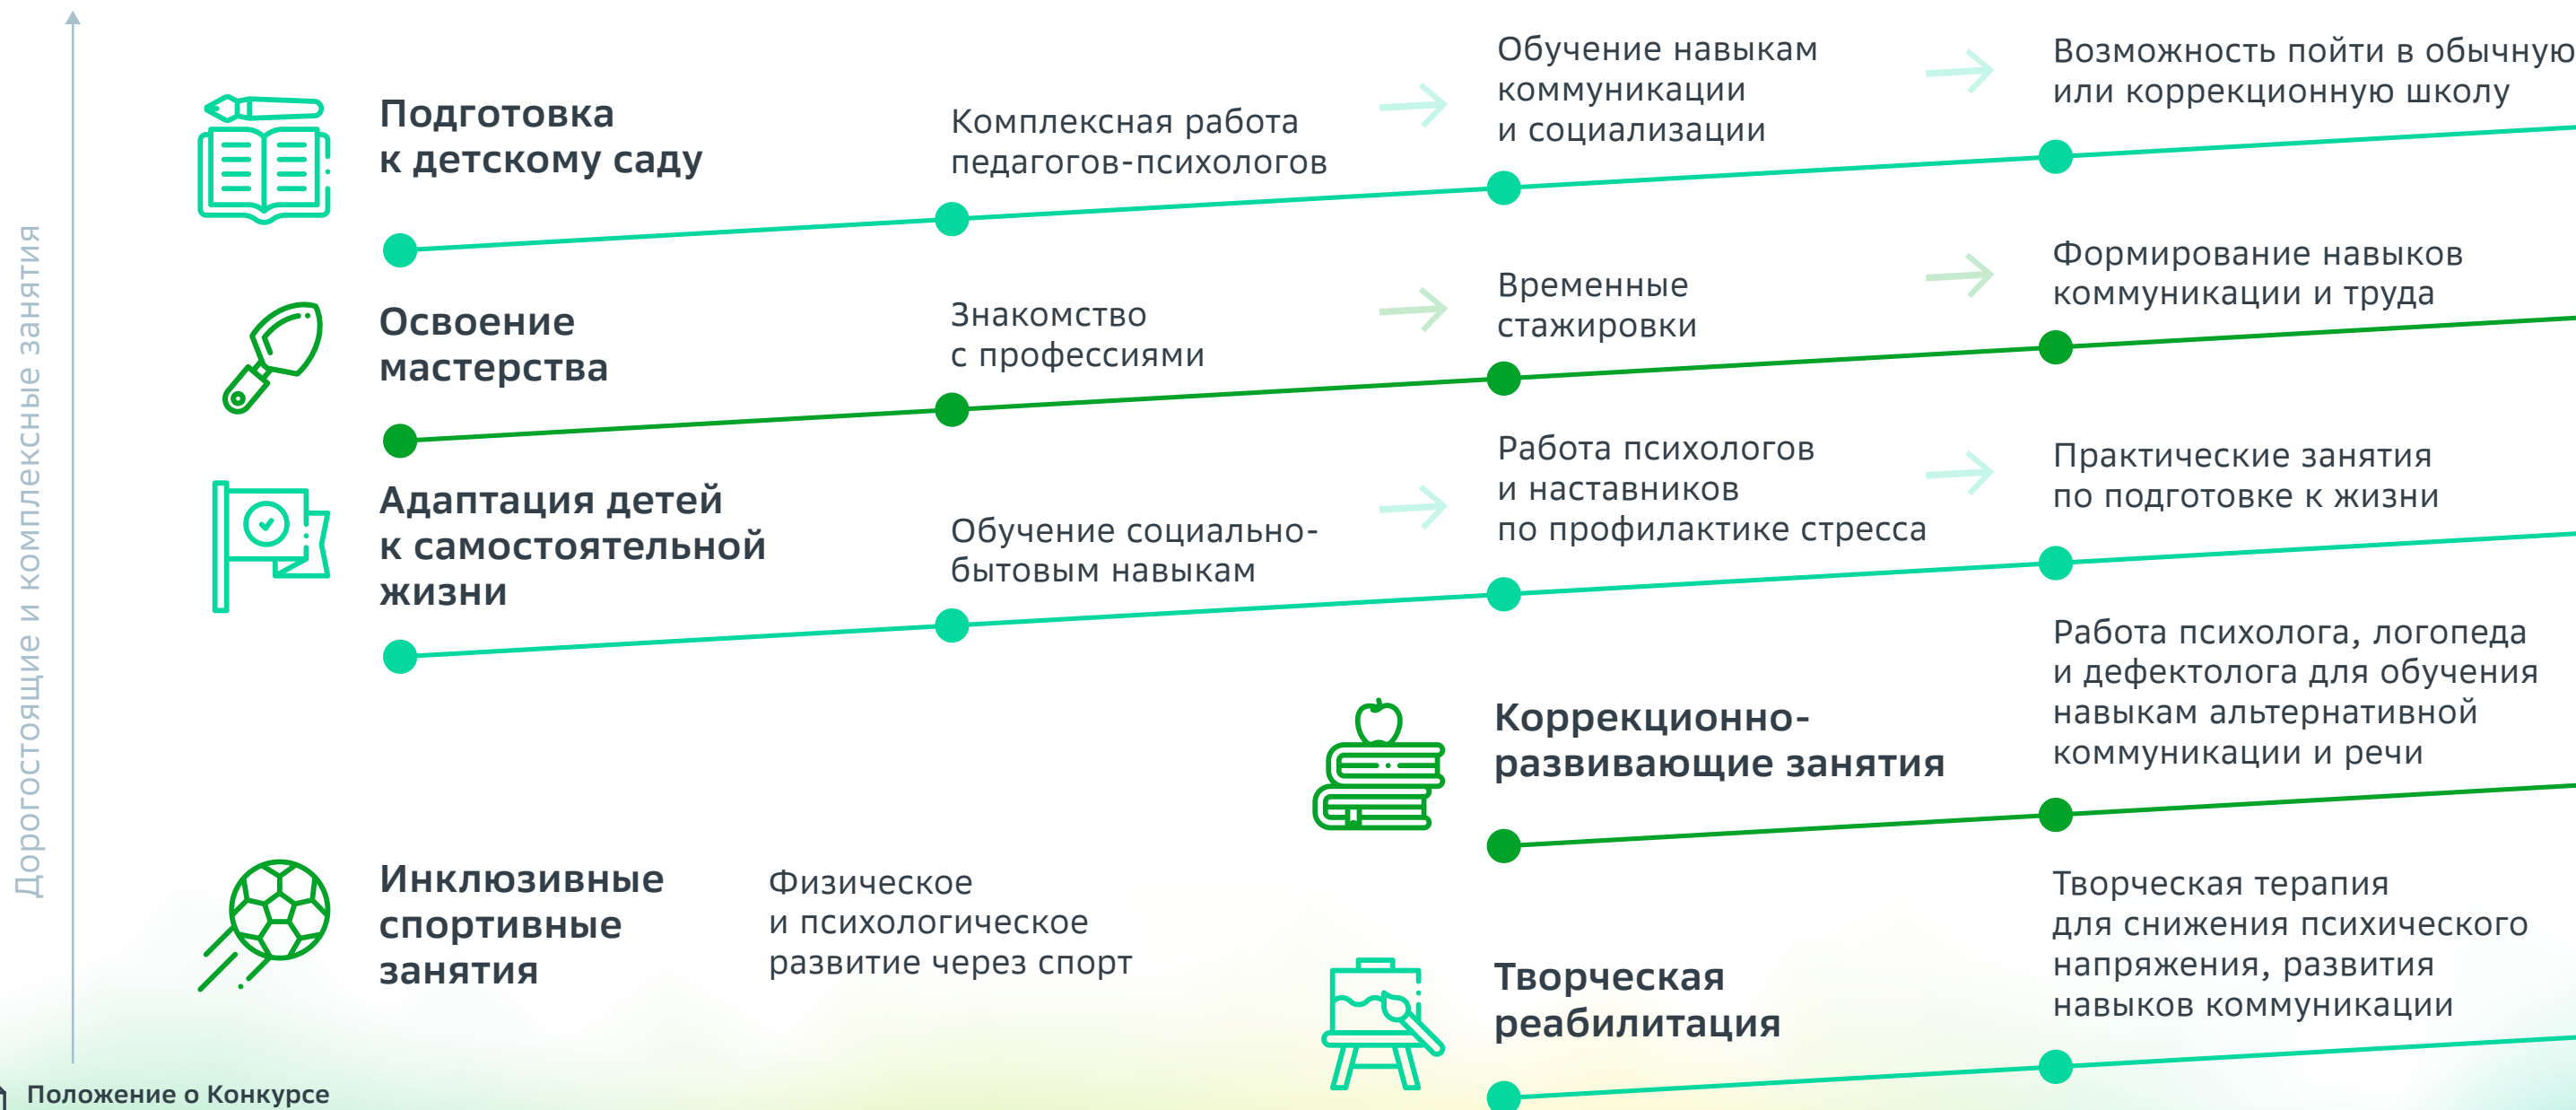 Дорогостоящие и комплексные занятия
Подготовка
к детскому саду
Комплексная работа
педагогов-психологов
Обучение навыкам
коммуникации
и социализации
Возможность пойти в обычную
или коррекционную школу
Освоение
мастерства
Знакомство
с профессиями
Временные
стажировки
Формирование навыков
коммуникации и труда
Адаптация детей
к самостоятельной
жизни
Обучение социально-
бытовым навыкам
Работа психологов
и наставников
по профилактике стресса
Практические занятия
по подготовке к жизни
Коррекционно-
развивающие занятия
Работа психолога, логопеда
и дефектолога для обучения
навыкам альтернативной
коммуникации и речи
Инклюзивные
спортивные
занятия
Физическое
и психологическое
развитие через спорт
Творческая
реабилитация
Творческая терапия
для снижения психического
напряжения, развития
навыков коммуникации
Положение о Конкурсе